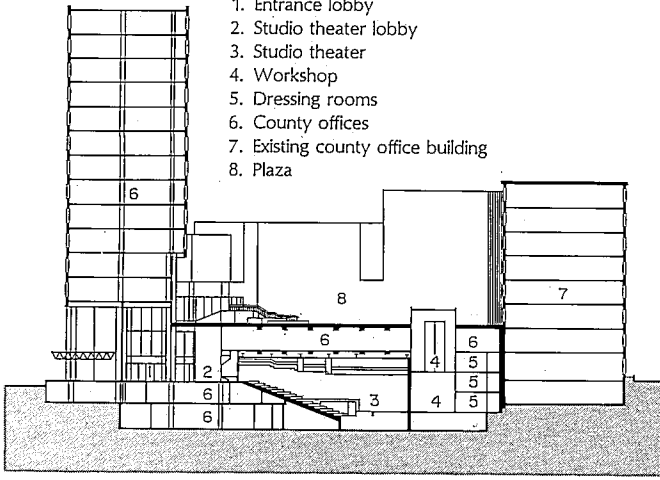 1. Entrance lobby
2. Studio theater lobby
3. Studio theater
4. Workshop
5. Dressing rooms
6. County offices
7. Existing county office building
8. Plaza
6
8
7
6
6
4
5
2
5
6
3
4
5
6